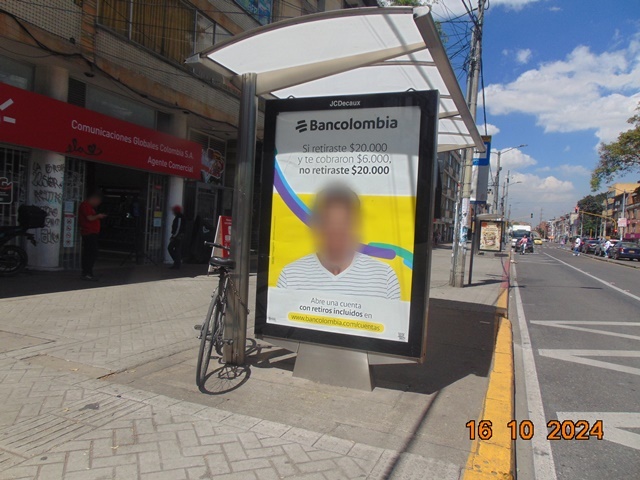 JCDecaux
Bancolombia
Si retiraste $20.000
y te cobraron $6.000,
no retiraste $20.000
Comunicaciones Globales Colombia S.A.
Agente Comercial
Abre una cuenta
con retiros incluidos en
www.bancolombia.com/cuentas
16 10 2024